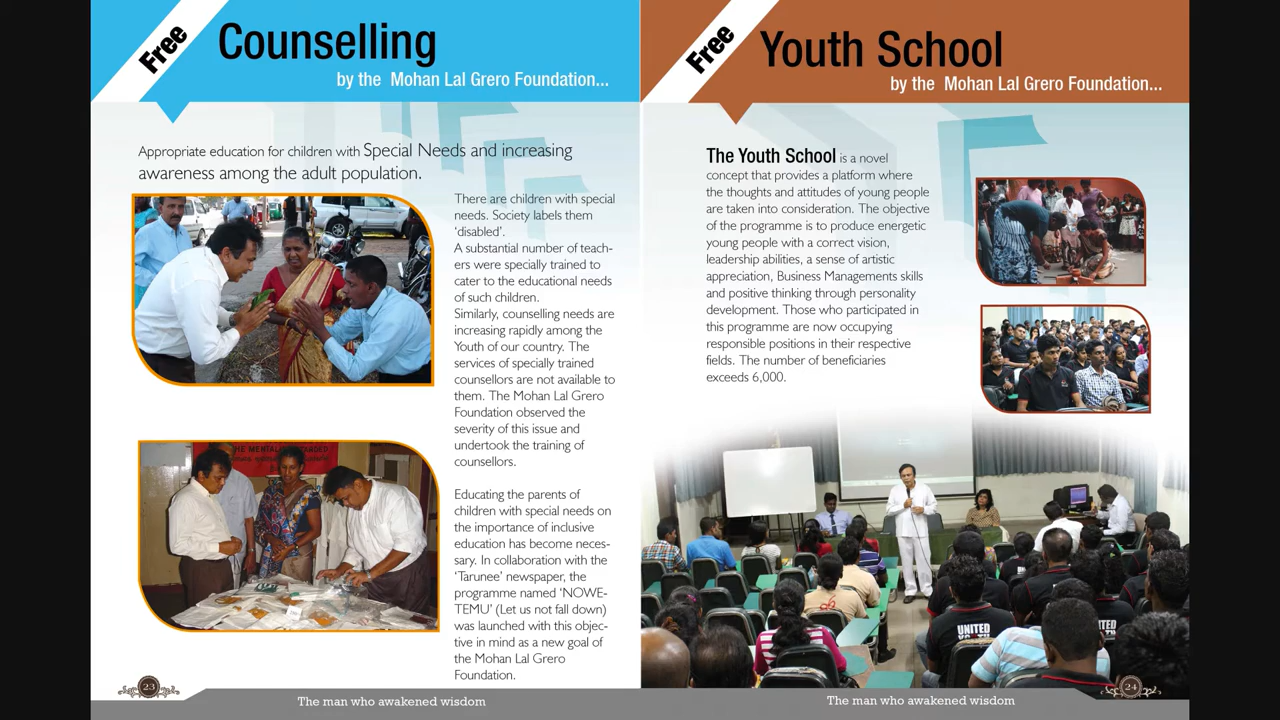 Free
Counselling
by the Mohan Lal Grero Foundation...
Appropriate education for children with Special Needs and increasing
awareness among the adult population.
There are children with special
needs. Society labels them
‘disabled’.
A substantial number of teach-
ers were specially trained to
cater to the educational needs
of such children.
Similarly, counselling needs are
increasing rapidly among the
Youth of our country. The
services of specially trained
counsellors are not available to
them. The Mohan Lal Grero
Foundation observed the
severity of this issue and
undertook the training of
counsellors.
Educating the parents of
children with special needs on
the importance of inclusive
education has become neces-
sary. In collaboration with the
‘Tarunee’ newspaper, the
programme named ‘NOWE-
TEMU’ (Let us not fall down)
was launched with this objec-
tive in mind as a new goal of
the Mohan Lal Grero
Foundation.
23
The man who awakened wisdom
Free
Youth School
by the Mohan Lal Grero Foundation...
The Youth School is a novel
concept that provides a platform where
the thoughts and attitudes of young people
are taken into consideration. The objective
of the programme is to produce energetic
young people with a correct vision,
leadership abilities, a sense of artistic
appreciation, Business Managements skills
and positive thinking through personality
development. Those who participated in
this programme are now occupying
responsible positions in their respective
fields. The number of beneficiaries
exceeds 6,000.
UNITED
YOUTH
The man who awakened wisdom
24